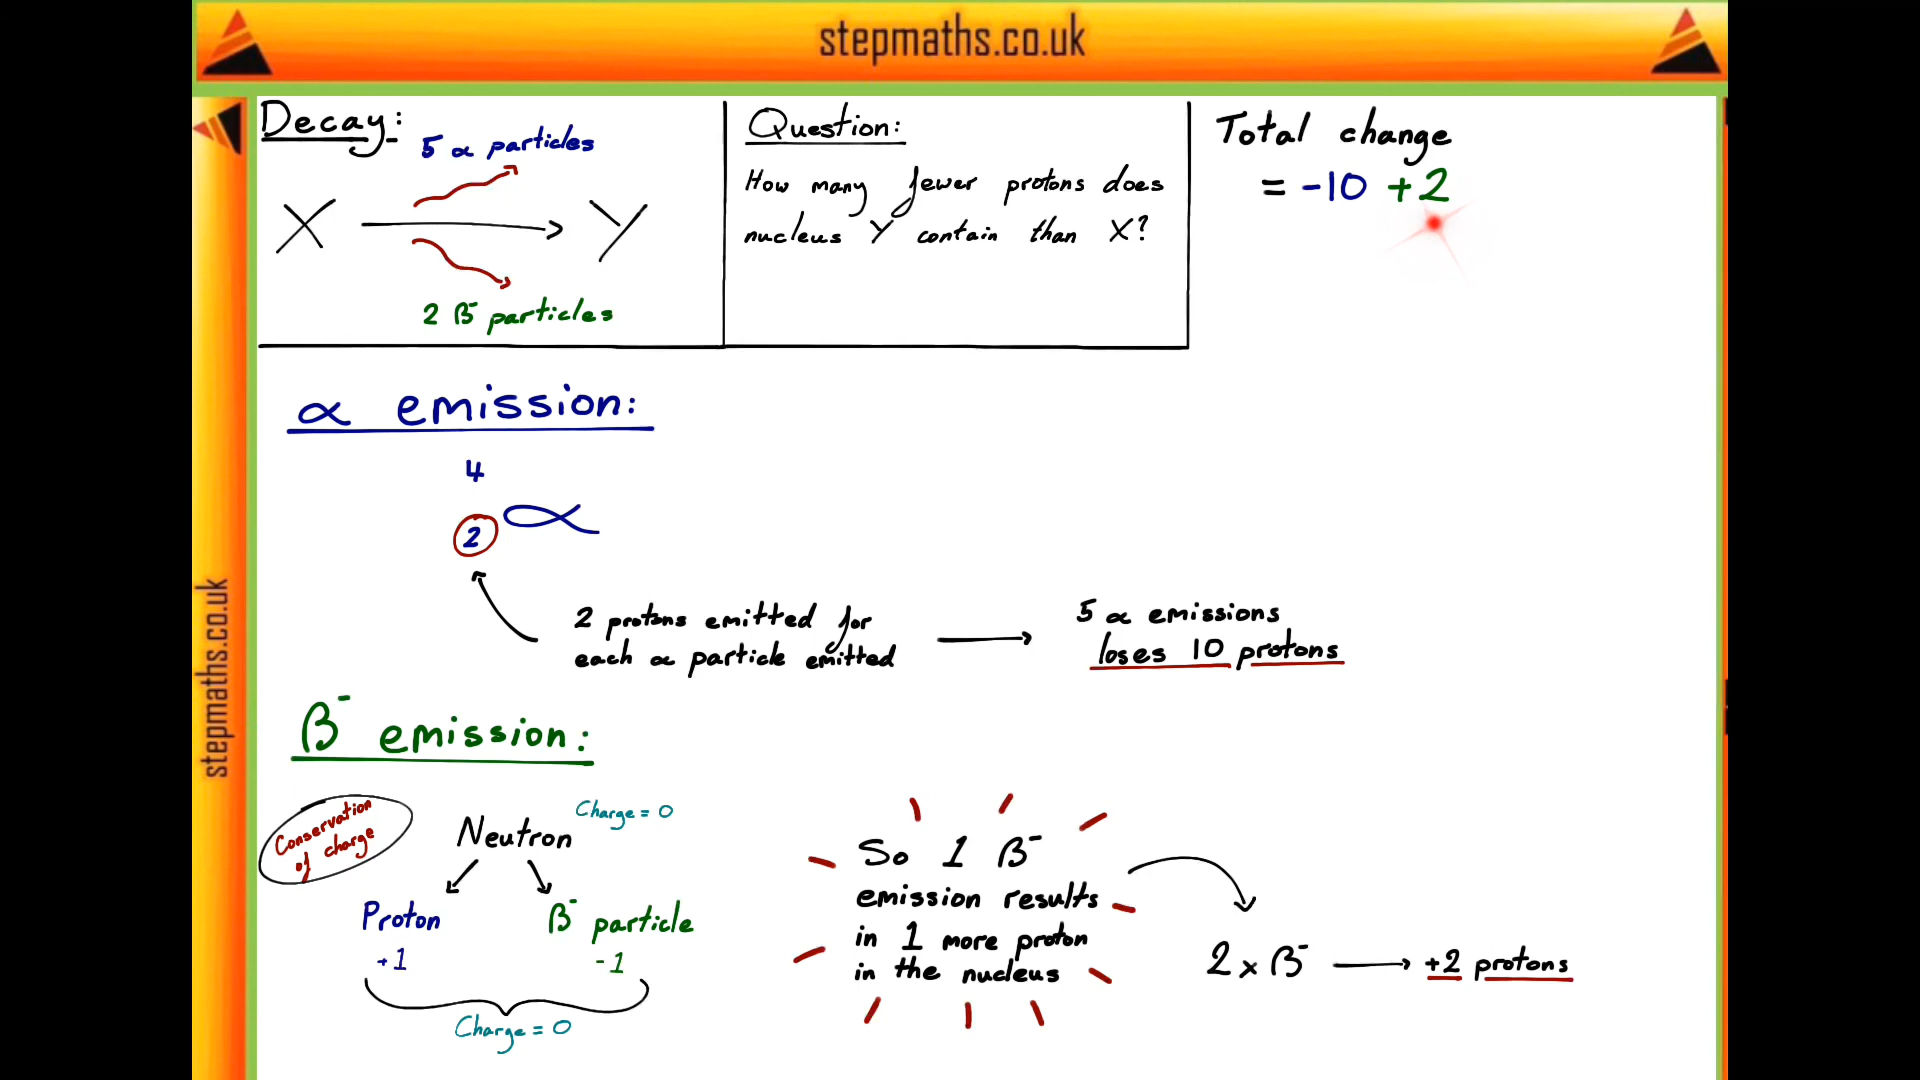 stepmaths.co.uk
stepmaths.co.uk
Decay:
5 α particles
X → Y
2 β⁻ particles
Question:
How many fewer protons does
nucleus Y contain than X?
Total change
= -10 +2
α emission:
4
2 α
2 protons emitted for
each α particle emitted
5 α emissions
loses 10 protons
β⁻ emission:
Conservation
of charge
Charge = 0
Neutron
Proton
+1
β⁻ particle
-1
Charge = 0
So 1 β⁻
emission results
in 1 more proton
in the nucleus
2 x β⁻ → +2 protons